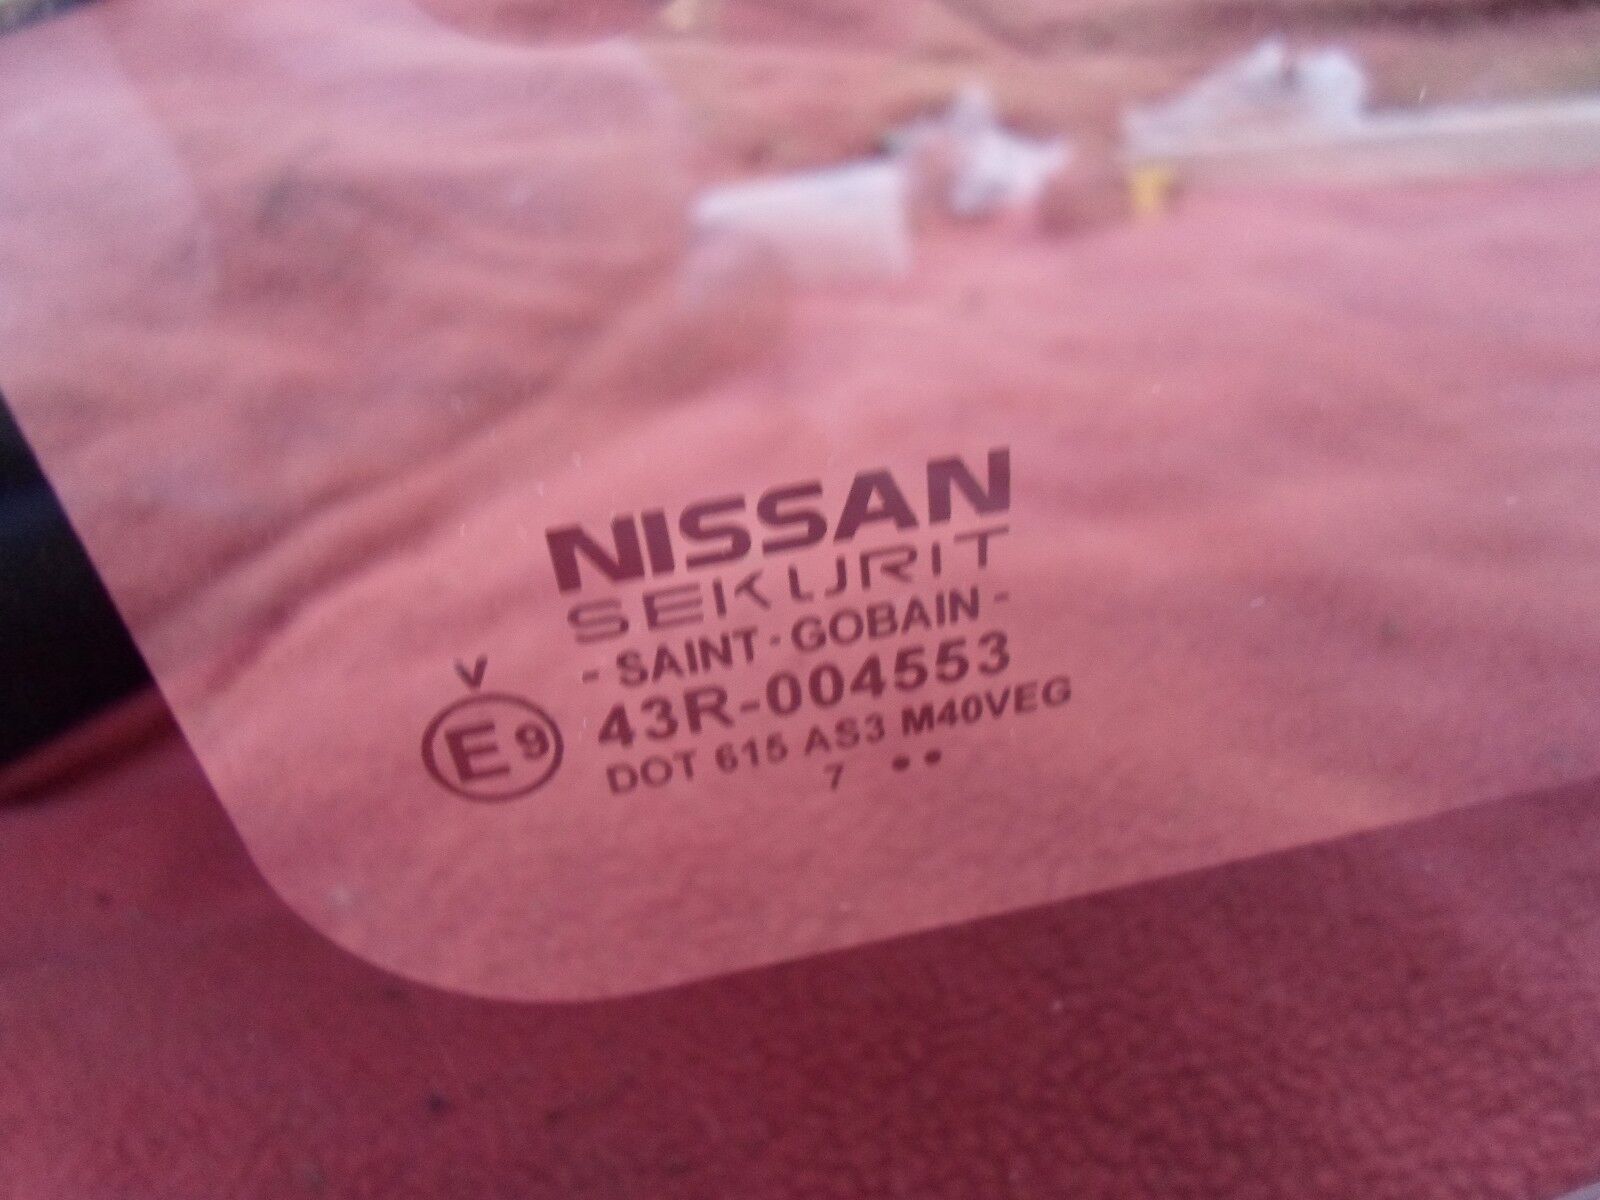 NISSAN
SEKURIT
- SAINT - GOBAIN -
V
E9
43R-004553
DOT 615 AS3 M40VEG
7 ••